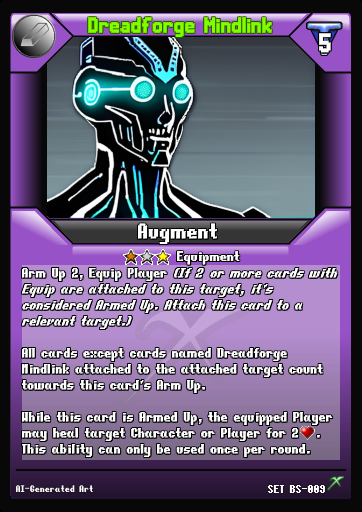 Dreadforge Mindlink
5
Augment
Equipment
Arm Up 2, Equip Player (If 2 or more cards with
Equip are attached to this target, it's
considered Armed Up. Attach this card to a
relevant target.)
All cards except cards named Dreadforge
Mindlink attached to the attached target count
towards this card's Arm Up.
While this card is Armed Up, the equipped Player
may heal target Character or Player for 2❤.
This ability can only be used once per round.
AI-Generated Art
SET BS-009